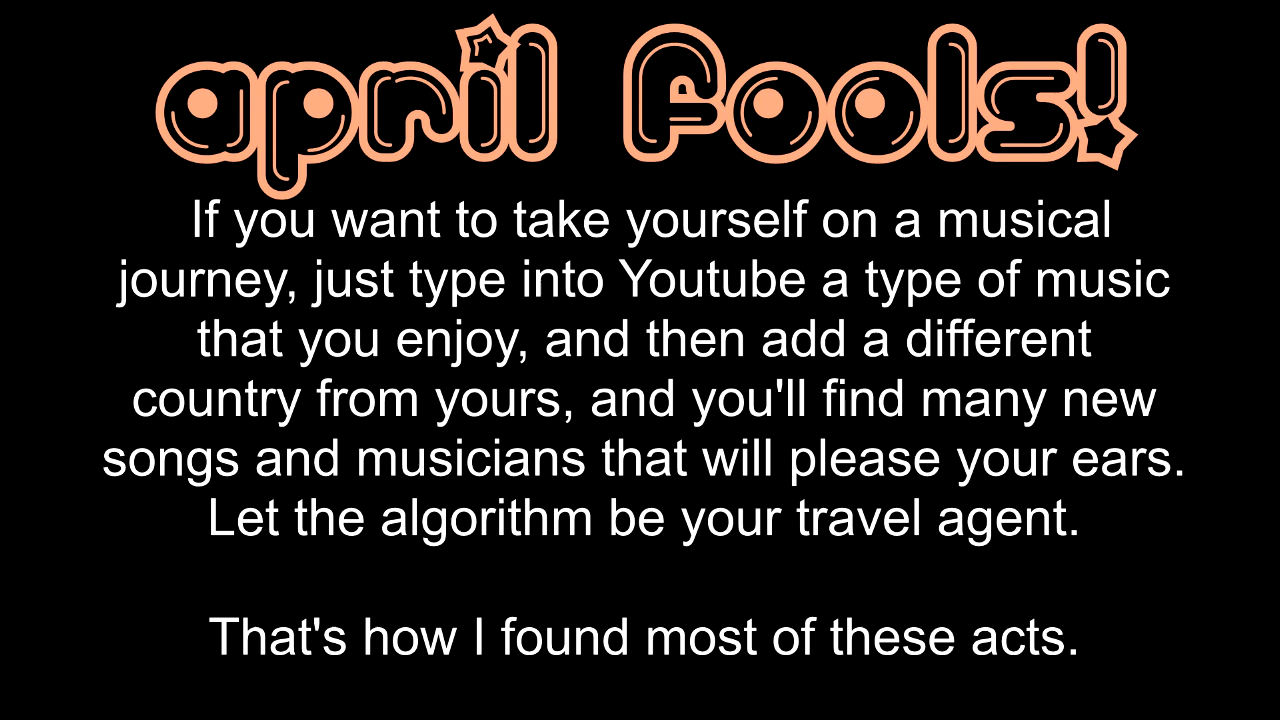 april fools!
If you want to take yourself on a musical
journey, just type into Youtube a type of music
that you enjoy, and then add a different
country from yours, and you'll find many new
songs and musicians that will please your ears.
Let the algorithm be your travel agent.
That's how I found most of these acts.